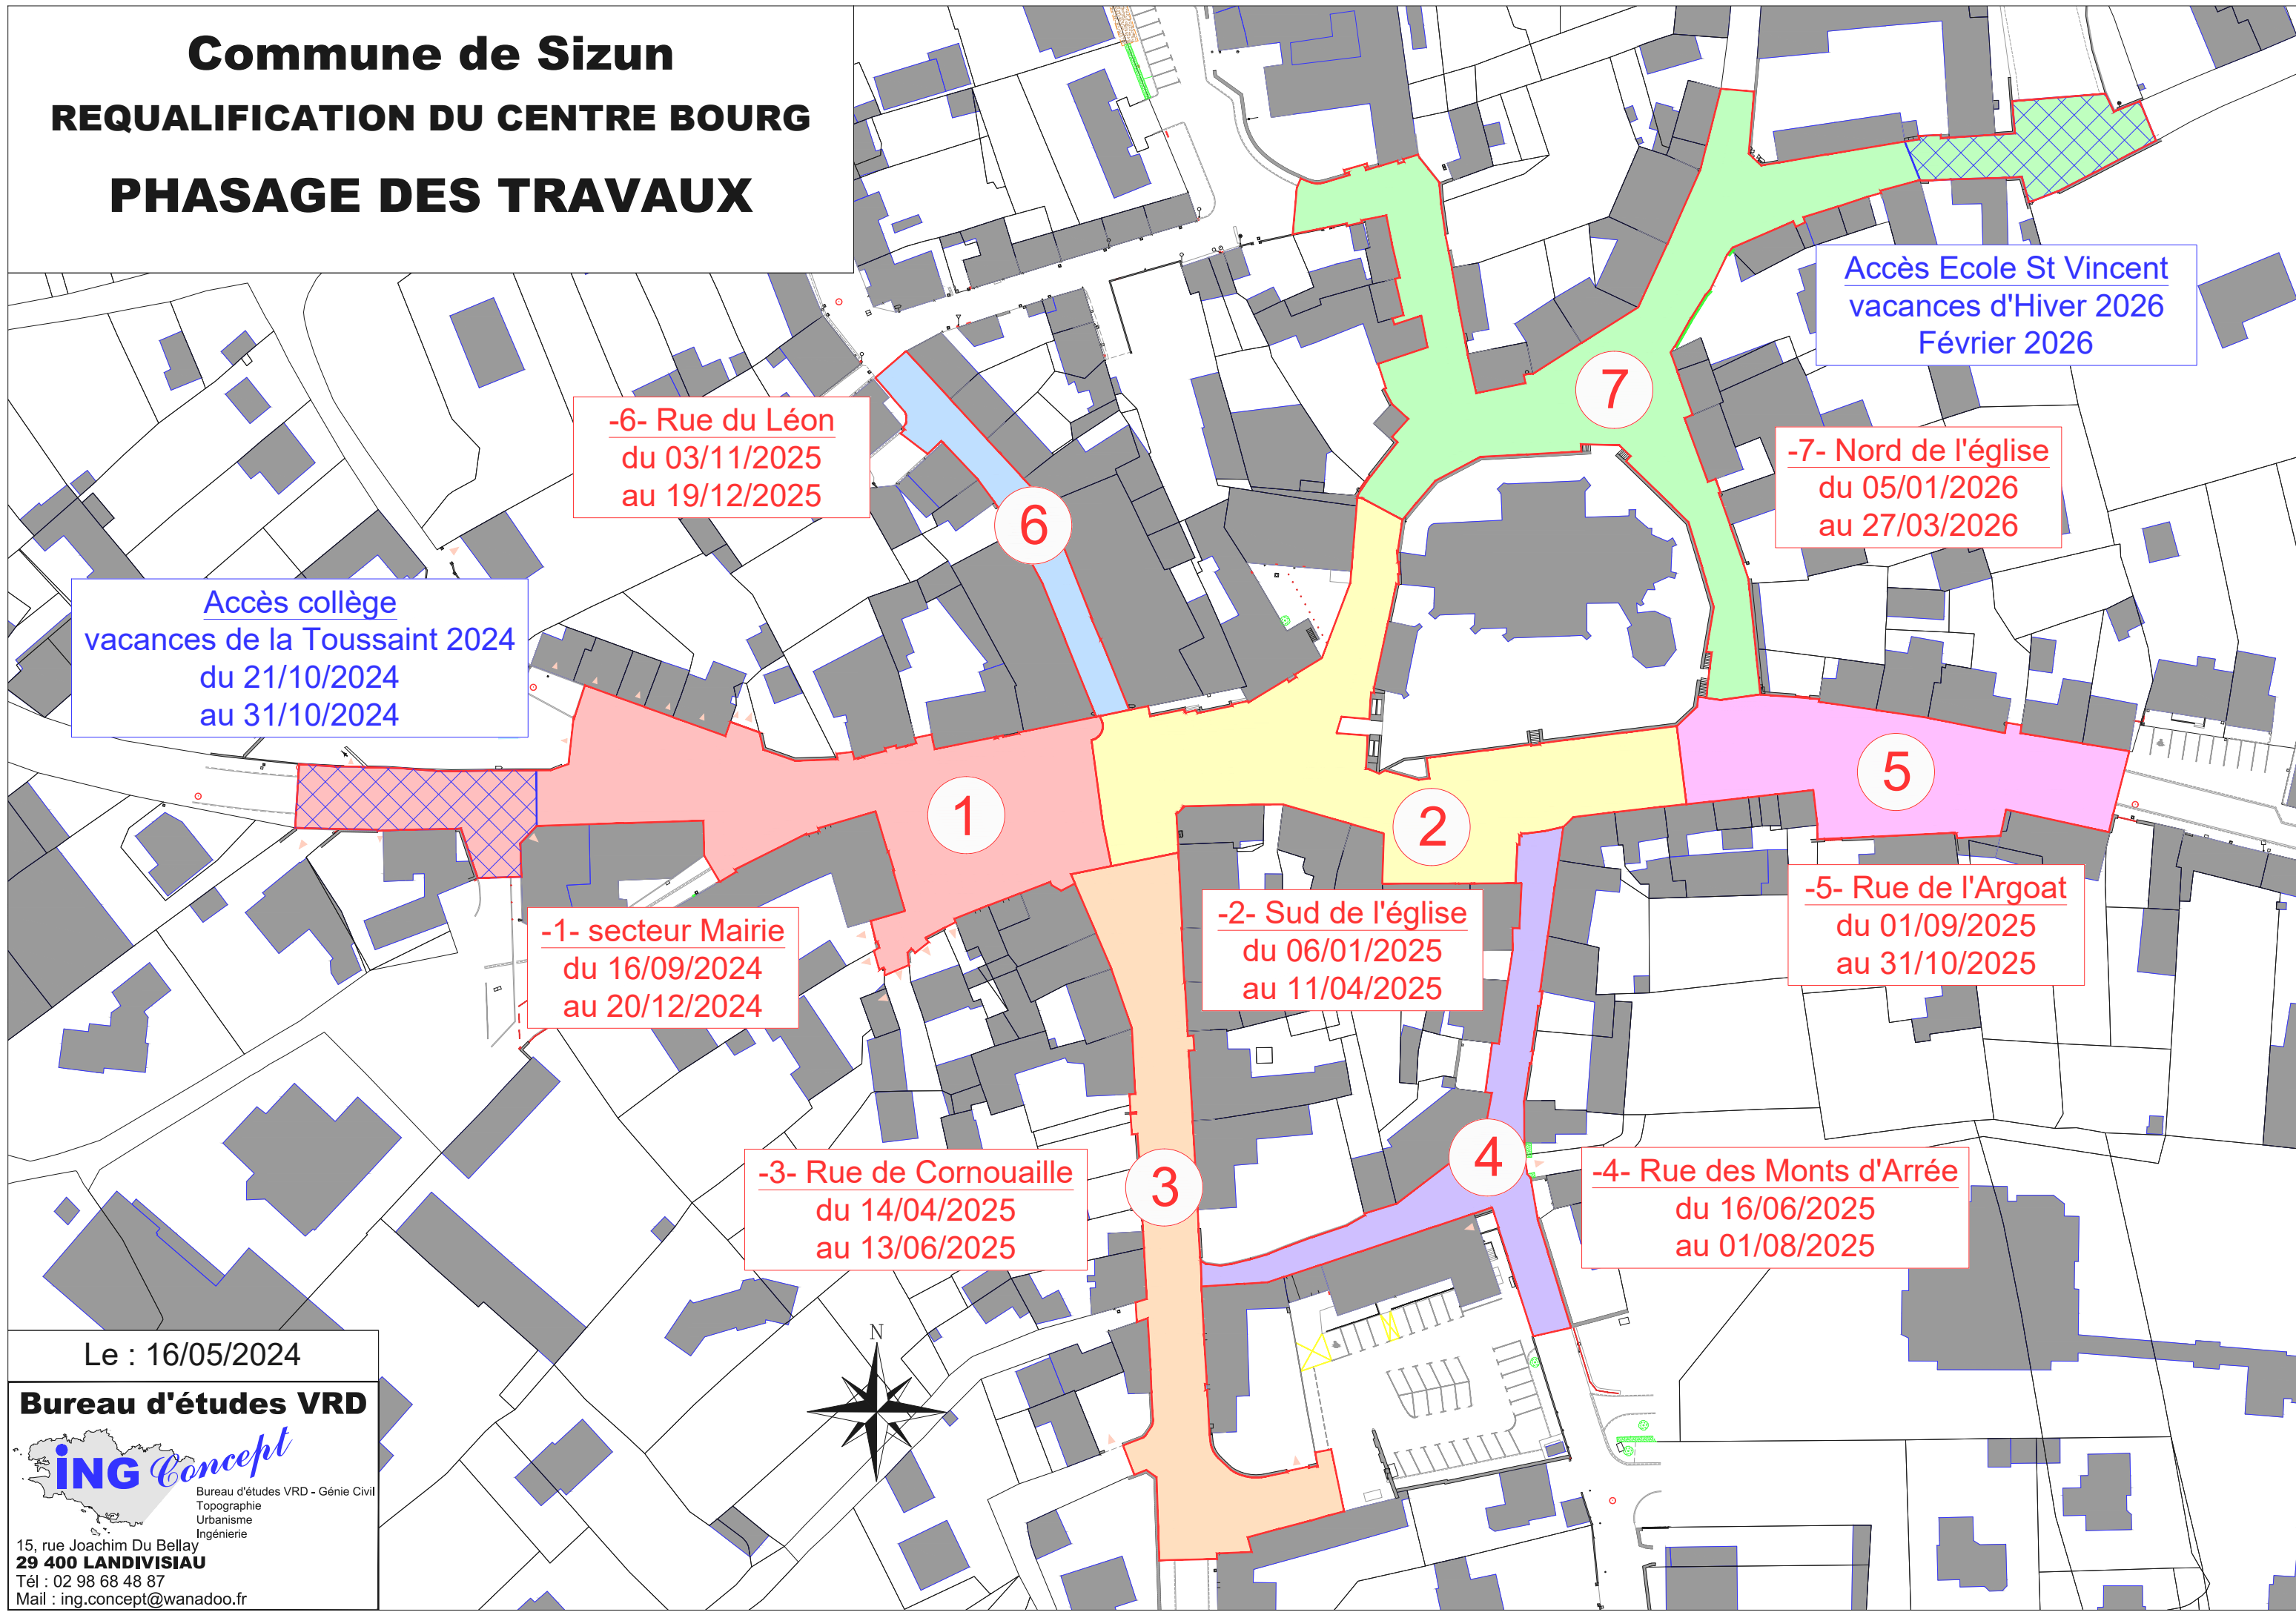 Commune de Sizun
REQUALIFICATION DU CENTRE BOURG
PHASAGE DES TRAVAUX
Accès Ecole St Vincent
vacances d'Hiver 2026
Février 2026
7
-6- Rue du Léon
du 03/11/2025
au 19/12/2025
-7- Nord de l'église
du 05/01/2026
au 27/03/2026
6
Accès collège
vacances de la Toussaint 2024
du 21/10/2024
au 31/10/2024
1
2
5
-1- secteur Mairie
du 16/09/2024
au 20/12/2024
-2- Sud de l'église
du 06/01/2025
au 11/04/2025
-5- Rue de l'Argoat
du 01/09/2025
au 31/10/2025
-3- Rue de Cornouaille
du 14/04/2025
au 13/06/2025
3
4
-4- Rue des Monts d'Arrée
du 16/06/2025
au 01/08/2025
N
Le : 16/05/2024
Bureau d'études VRD
iNG Concept
Bureau d'études VRD - Génie Civil
Topographie
Urbanisme
Ingénierie
15, rue Joachim Du Bellay
29 400 LANDIVISIAU
Tél : 02 98 68 48 87
Mail : ing.concept@wanadoo.fr